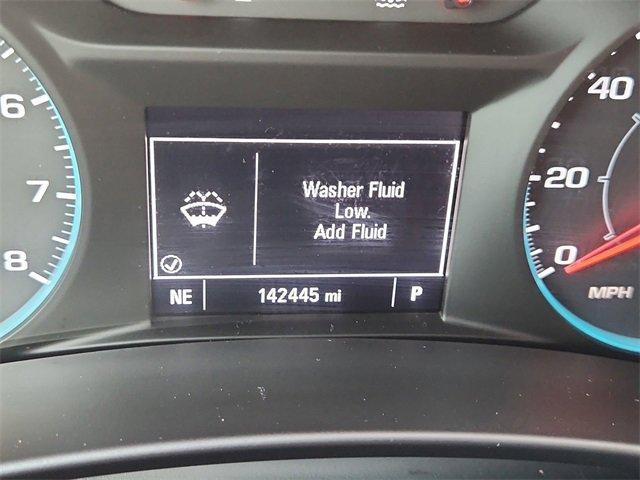 6
7
8
Washer Fluid
Low.
Add Fluid
NE 142445 mi P
40
20
0
MPH